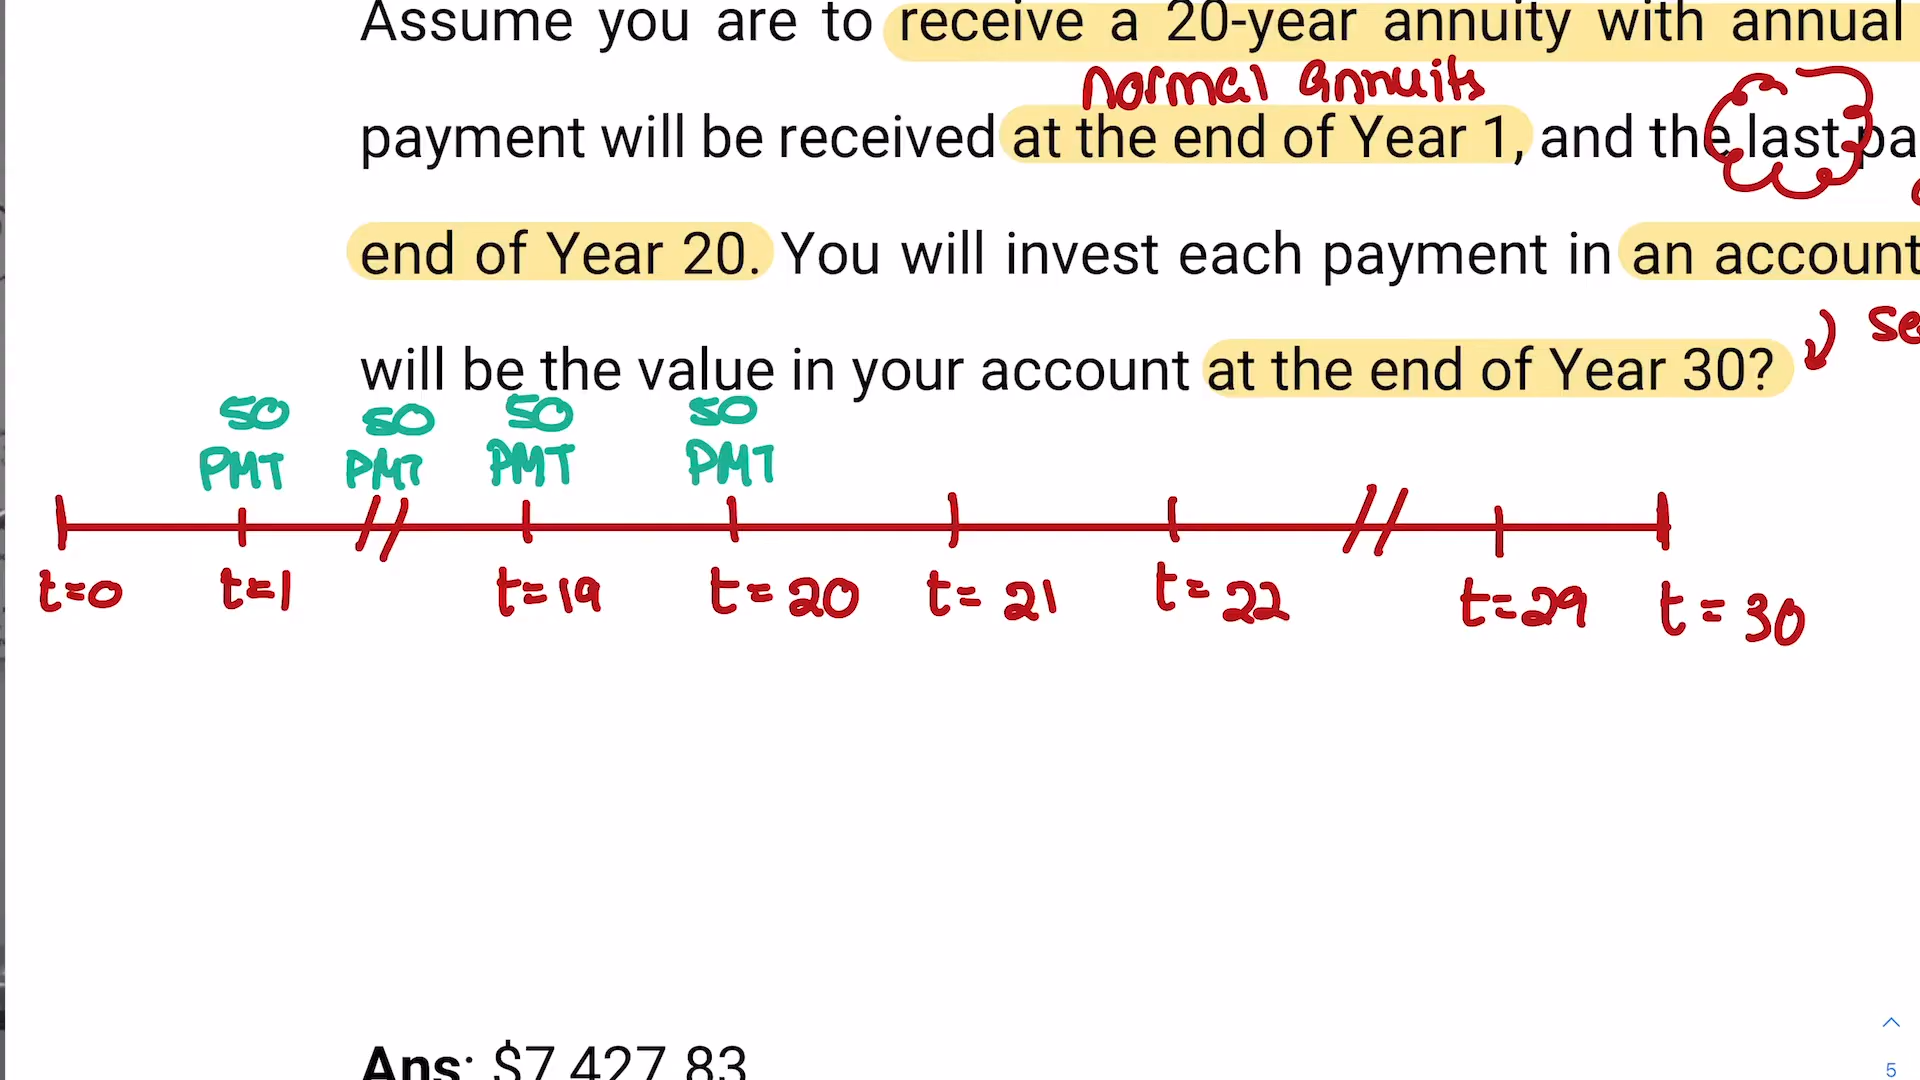 Assume you are to receive a 20-year annuity with annual
normal annuity
payment will be received at the end of Year 1, and the last pa
end of Year 20. You will invest each payment in an account
will be the value in your account at the end of Year 30?
50 50 50 50
PMT PMT PMT PMT
t=0 t=1 t=19 t=20 t=21 t=22 t=29 t=30
Ans: $7,427.83
5